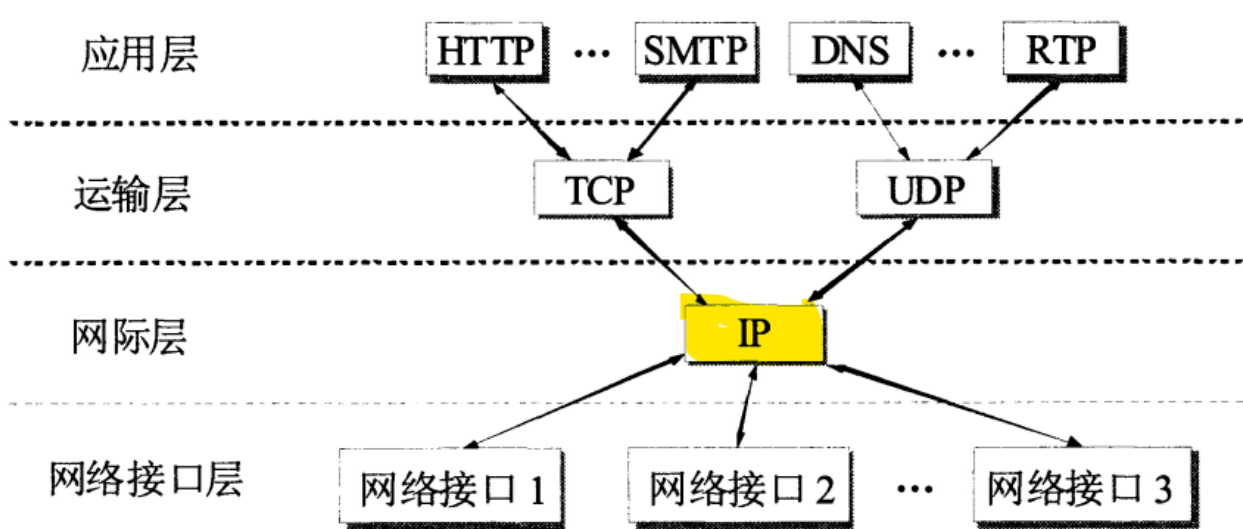 应用层 HTTP ••• SMTP DNS ••• RTP
运输层 TCP UDP
网际层 IP
网络接口层 网络接口 1 网络接口 2 ••• 网络接口 3